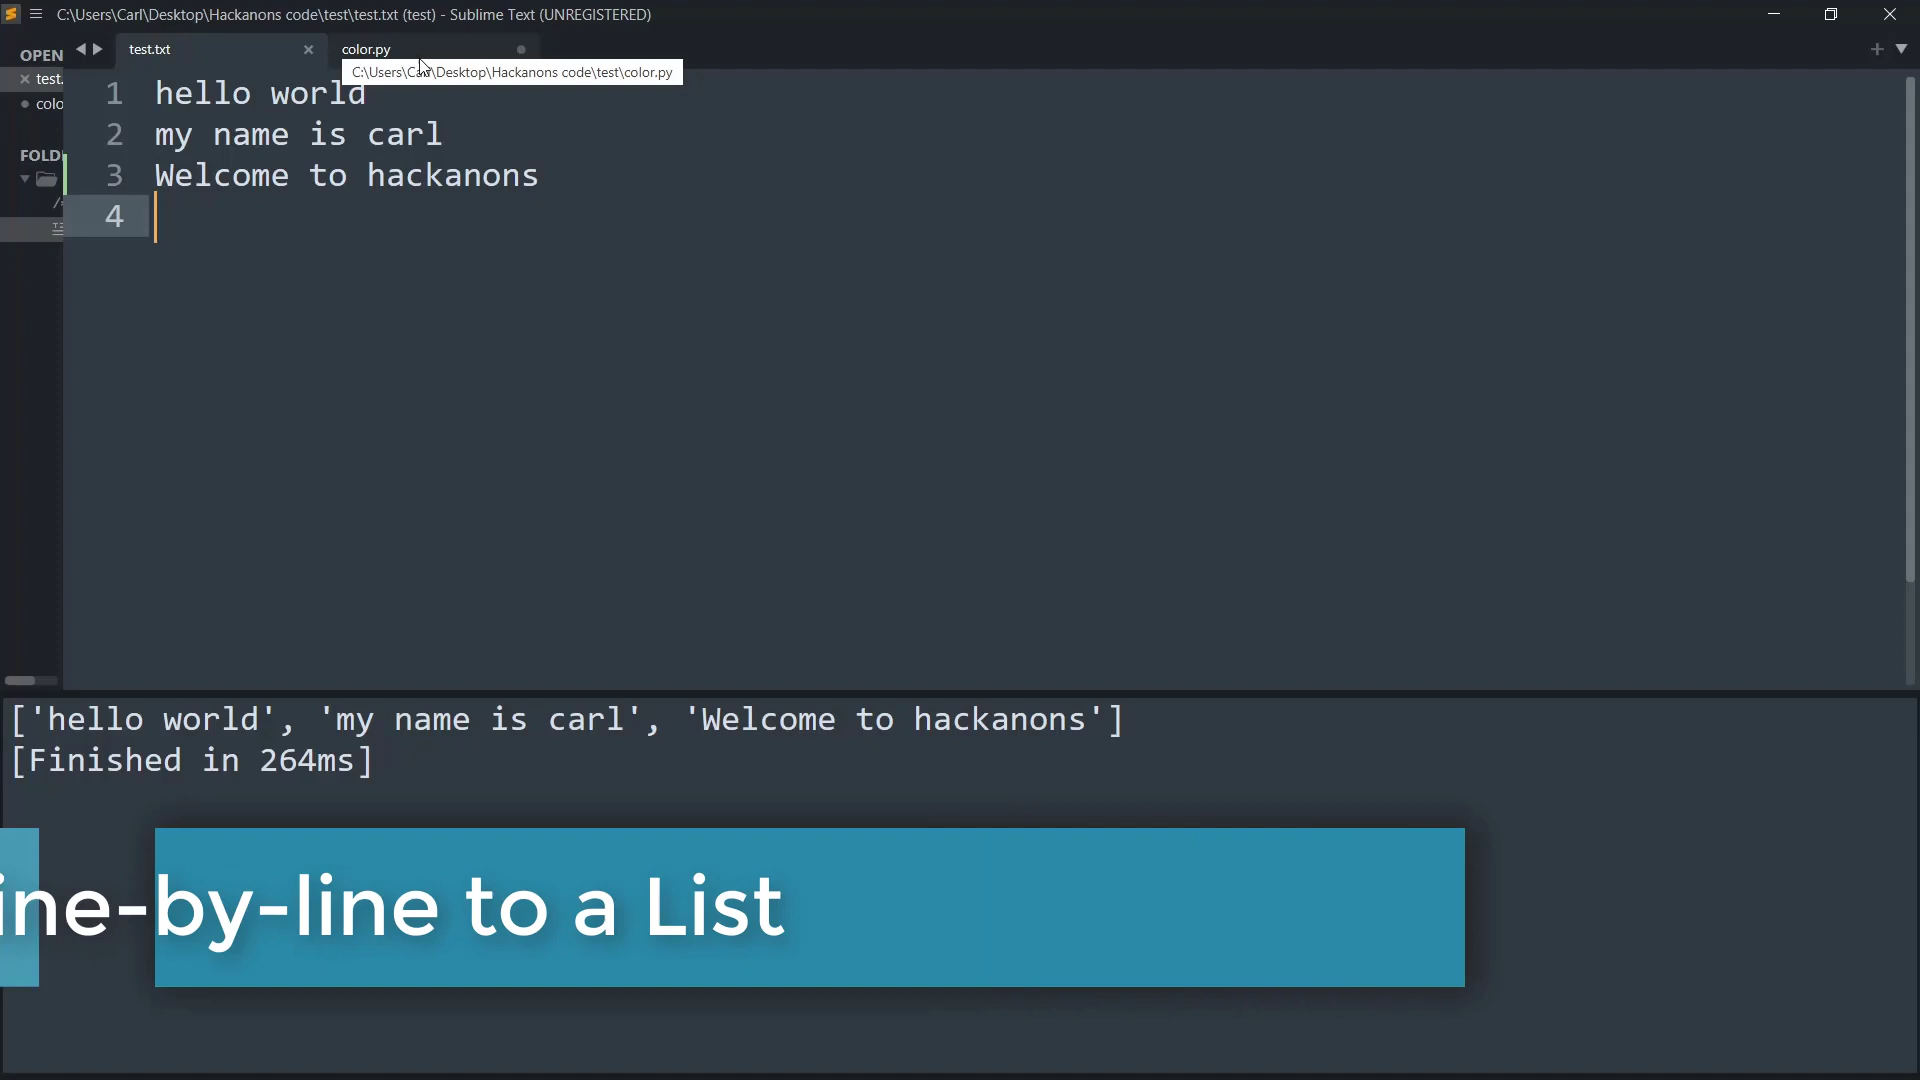 C:\Users\Carl\Desktop\Hackanons code\test\test.txt (test) - Sublime Text (UNREGISTERED)
OPEN
test.txt
color.py
C:\Users\Carl\Desktop\Hackanons code\test\color.py
test.
colo
FOLD
1 hello world
2 my name is carl
3 Welcome to hackanons
4
['hello world', 'my name is carl', 'Welcome to hackanons']
[Finished in 264ms]
ine-by-line to a List